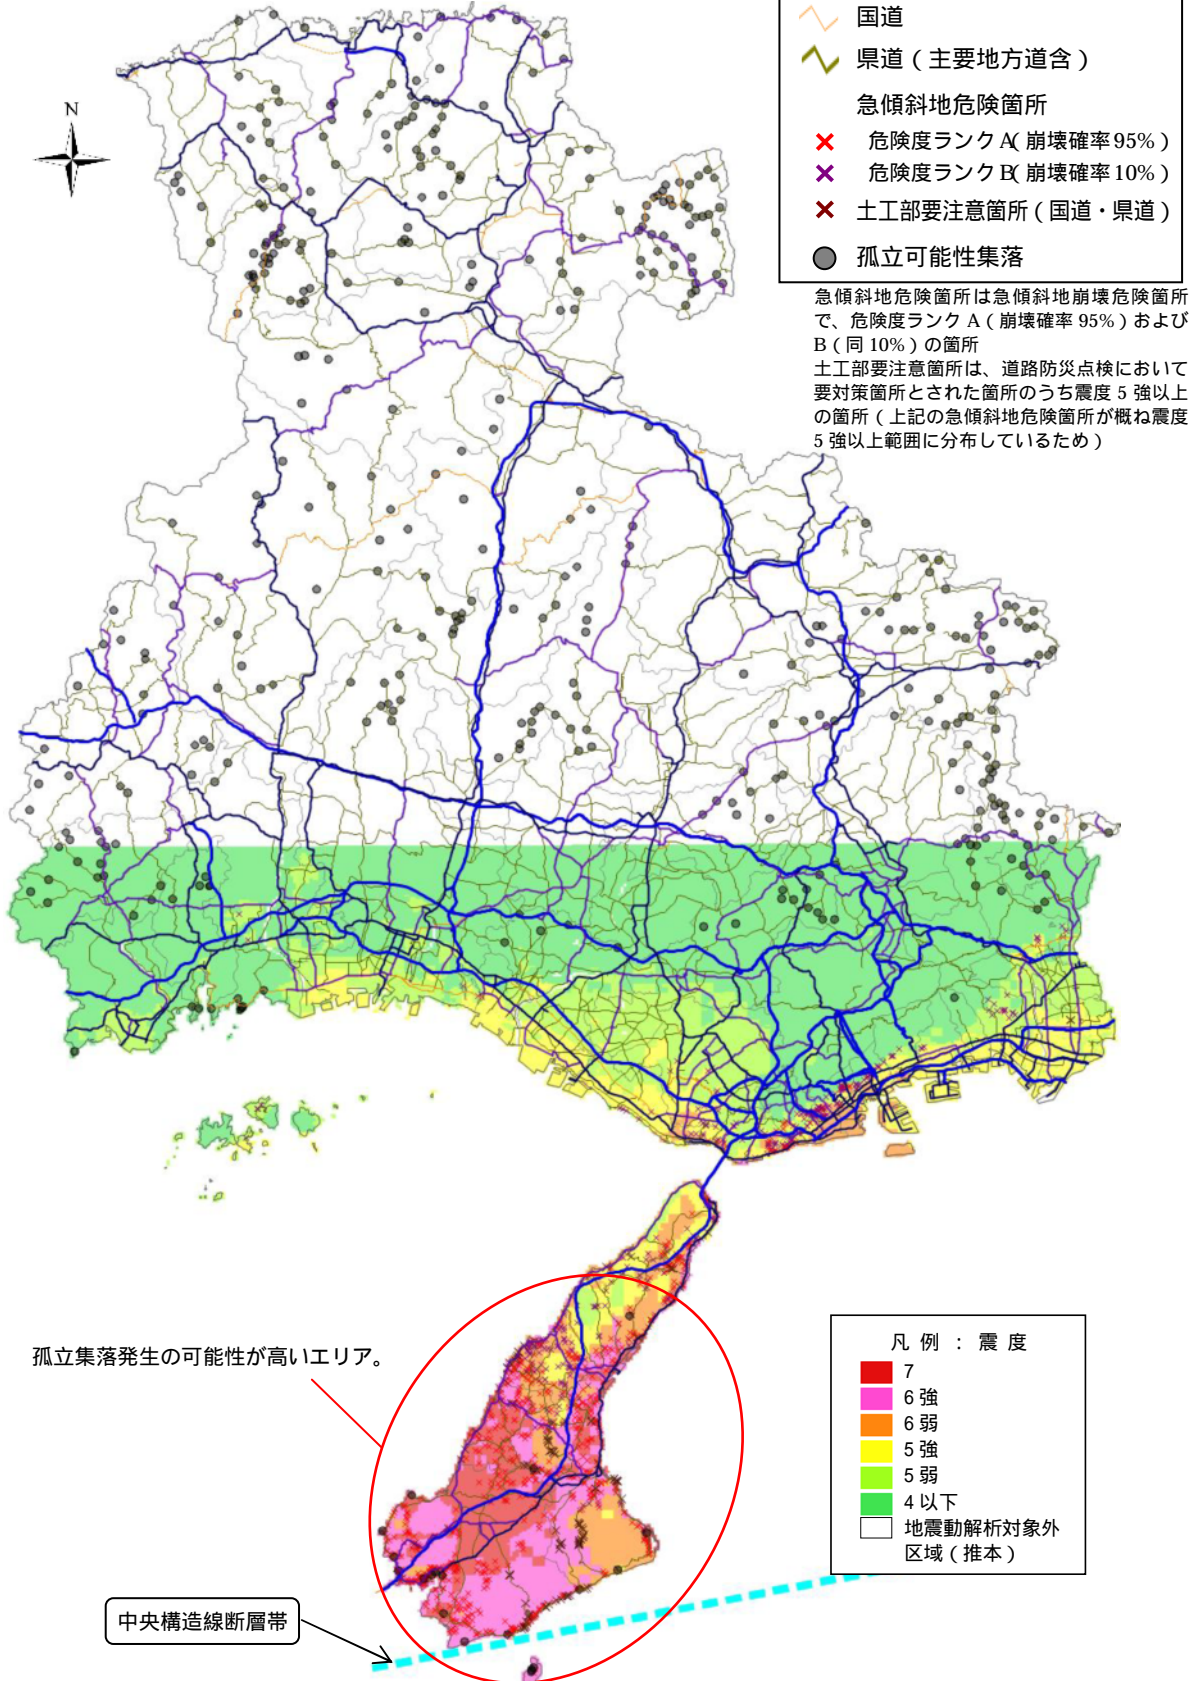 国道
県道（主要地方道含）
急傾斜地危険箇所
危険度ランクA（崩壊確率95%）
危険度ランクB（崩壊確率10%）
土工部要注意箇所（国道・県道）
孤立可能性集落
急傾斜地危険箇所は急傾斜地崩壊危険箇所
で、危険度ランク A（崩壊確率 95%）および
B（同 10%）の箇所
土工部要注意箇所は、道路防災点検において
要対策箇所とされた箇所のうち震度 5 強以上
の箇所（上記の急傾斜地危険箇所が概ね震度
5 強以上範囲に分布しているため）
N
孤立集落発生の可能性が高いエリア。
凡 例 ： 震 度
7
6 強
6 弱
5 強
5 弱
4 以下
地震動解析対象外
区域（推本）
中央構造線断層帯